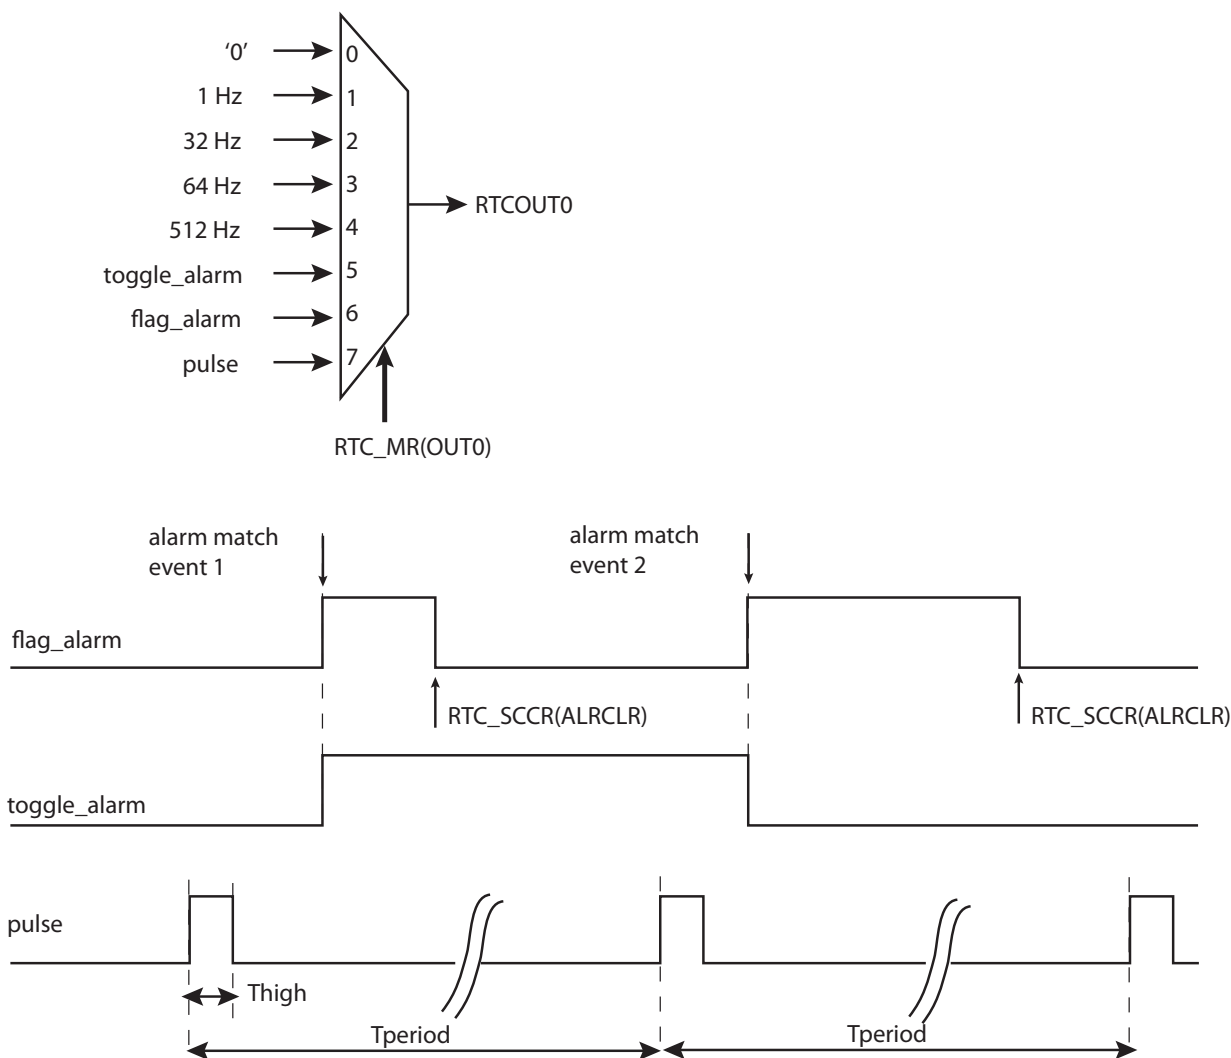 ‘0’
0
1 Hz
1
32 Hz
2
64 Hz
3
RTCOUT0
512 Hz
4
toggle_alarm
5
flag_alarm
6
pulse
7
RTC_MR(OUT0)
alarm match
event 1
alarm match
event 2
flag_alarm
RTC_SCCR(ALRCLR)
RTC_SCCR(ALRCLR)
toggle_alarm
pulse
Thigh
Tperiod
Tperiod